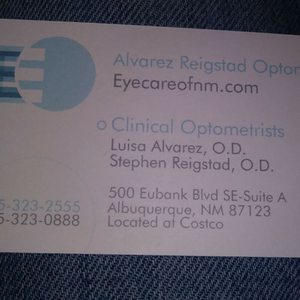 Alvarez Reigstad Optom
Eyecareofnm.com
Clinical Optometrists
Luisa Alvarez, O.D.
Stephen Reigstad, O.D.
5-323-2555
5-323-0888
500 Eubank Blvd SE-Suite A
Albuquerque, NM 87123
Located at Costco